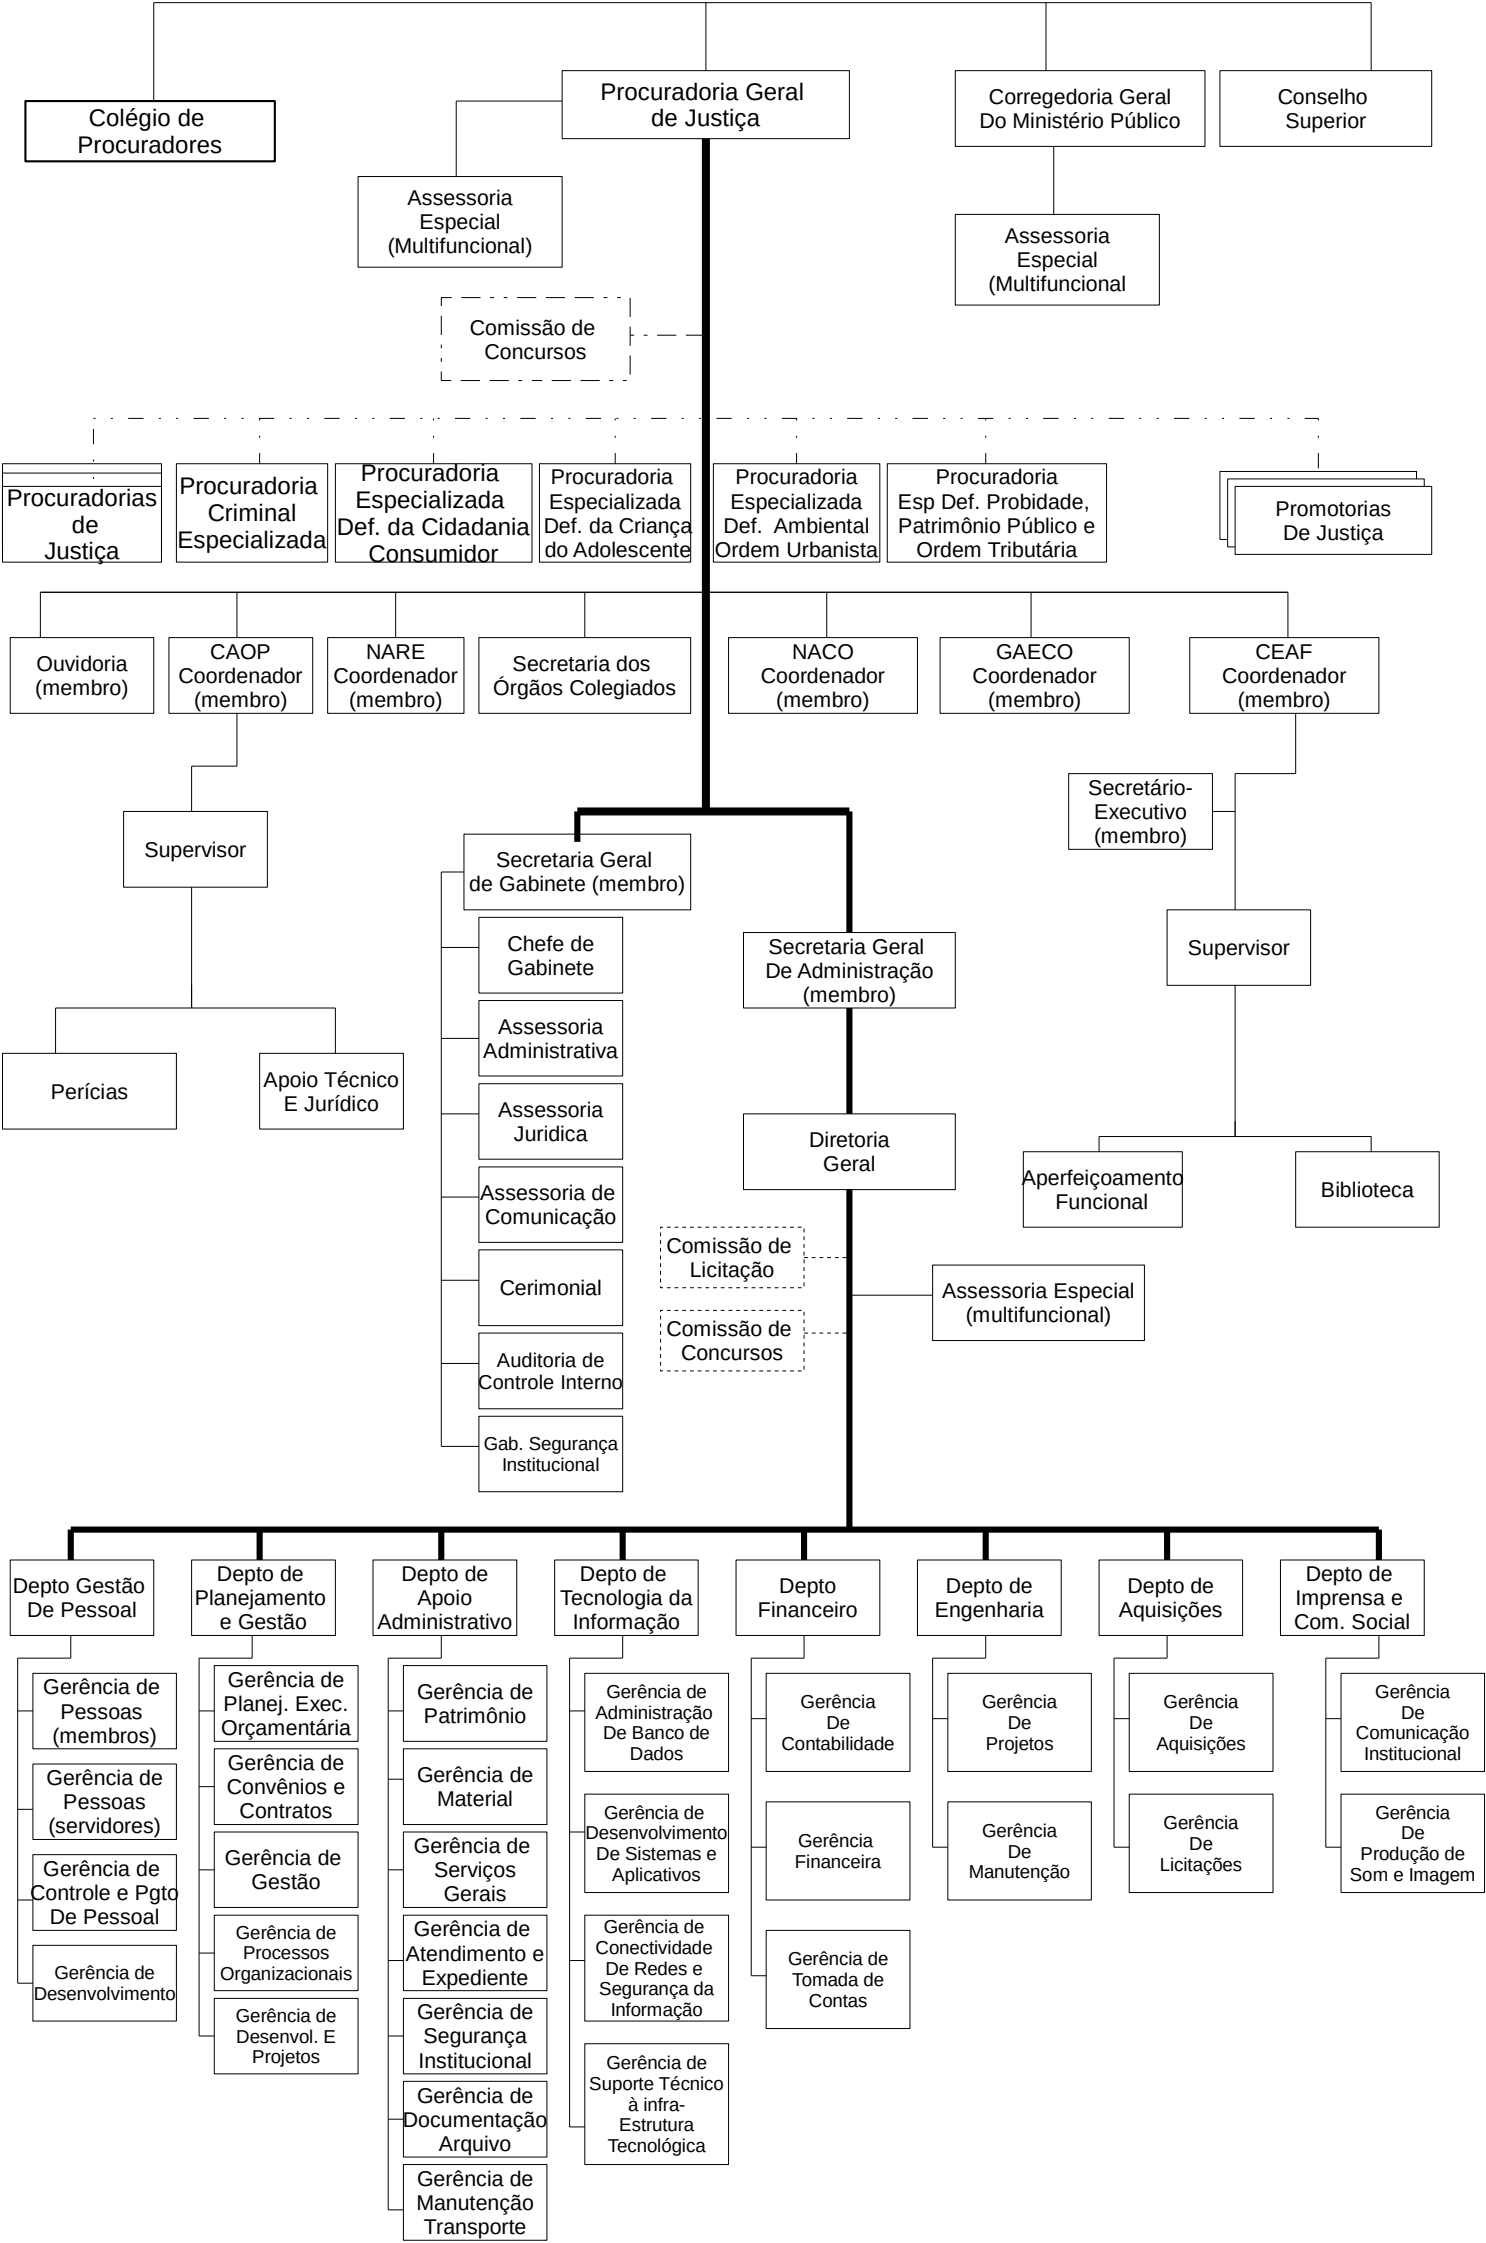 Colégio de
Procuradores
Procuradoria Geral
de Justiça
Corregedoria Geral
Do Ministério Público
Conselho
Superior
Assessoria
Especial
(Multifuncional)
Assessoria
Especial
(Multifuncional
Comissão de
Concursos
Procuradorias
de
Justiça
Procuradoria
Criminal
Especializada
Procuradoria
Especializada
Def. da Cidadania
Consumidor
Procuradoria
Especializada
Def. da Criança
do Adolescente
Procuradoria
Especializada
Def. Ambiental
Ordem Urbanista
Procuradoria
Esp Def. Probidade,
Patrimônio Público e
Ordem Tributária
Promotorias
De Justiça
Ouvidoria
(membro)
CAOP
Coordenador
(membro)
NARE
Coordenador
(membro)
Secretaria dos
Órgãos Colegiados
NACO
Coordenador
(membro)
GAECO
Coordenador
(membro)
CEAF
Coordenador
(membro)
Supervisor
Perícias
Apoio Técnico
E Jurídico
Secretário-
Executivo
(membro)
Supervisor
Aperfeiçoamento
Funcional
Biblioteca
Secretaria Geral
de Gabinete (membro)
Chefe de
Gabinete
Assessoria
Administrativa
Assessoria
Juridica
Assessoria de
Comunicação
Cerimonial
Auditoria de
Controle Interno
Gab. Segurança
Institucional
Secretaria Geral
De Administração
(membro)
Diretoria
Geral
Comissão de
Licitação
Assessoria Especial
(multifuncional)
Comissão de
Concursos
Depto Gestão
De Pessoal
Gerência de
Pessoas
(membros)
Gerência de
Pessoas
(servidores)
Gerência de
Controle e Pgto
De Pessoal
Gerência de
Desenvolvimento
Depto de
Planejamento
e Gestão
Gerência de
Planej. Exec.
Orçamentária
Gerência de
Convênios e
Contratos
Gerência de
Gestão
Gerência de
Processos
Organizacionais
Gerência de
Desenvol. E
Projetos
Depto de
Apoio
Administrativo
Gerência de
Patrimônio
Gerência de
Material
Gerência de
Serviços
Gerais
Gerência de
Atendimento e
Expediente
Gerência de
Segurança
Institucional
Gerência de
Documentação
Arquivo
Gerência de
Manutenção
Transporte
Depto de
Tecnologia da
Informação
Gerência de
Administração
De Banco de
Dados
Gerência de
Desenvolvimento
De Sistemas e
Aplicativos
Gerência de
Conectividade
De Redes e
Segurança da
Informação
Gerência de
Suporte Técnico
à infra-
Estrutura
Tecnológica
Depto
Financeiro
Gerência
De
Contabilidade
Gerência
Financeira
Gerência de
Tomada de
Contas
Depto de
Engenharia
Gerência
De
Projetos
Gerência
De
Manutenção
Depto de
Aquisições
Gerência
De
Aquisições
Gerência
De
Licitações
Depto de
Imprensa e
Com. Social
Gerência
De
Comunicação
Institucional
Gerência
De
Produção de
Som e Imagem